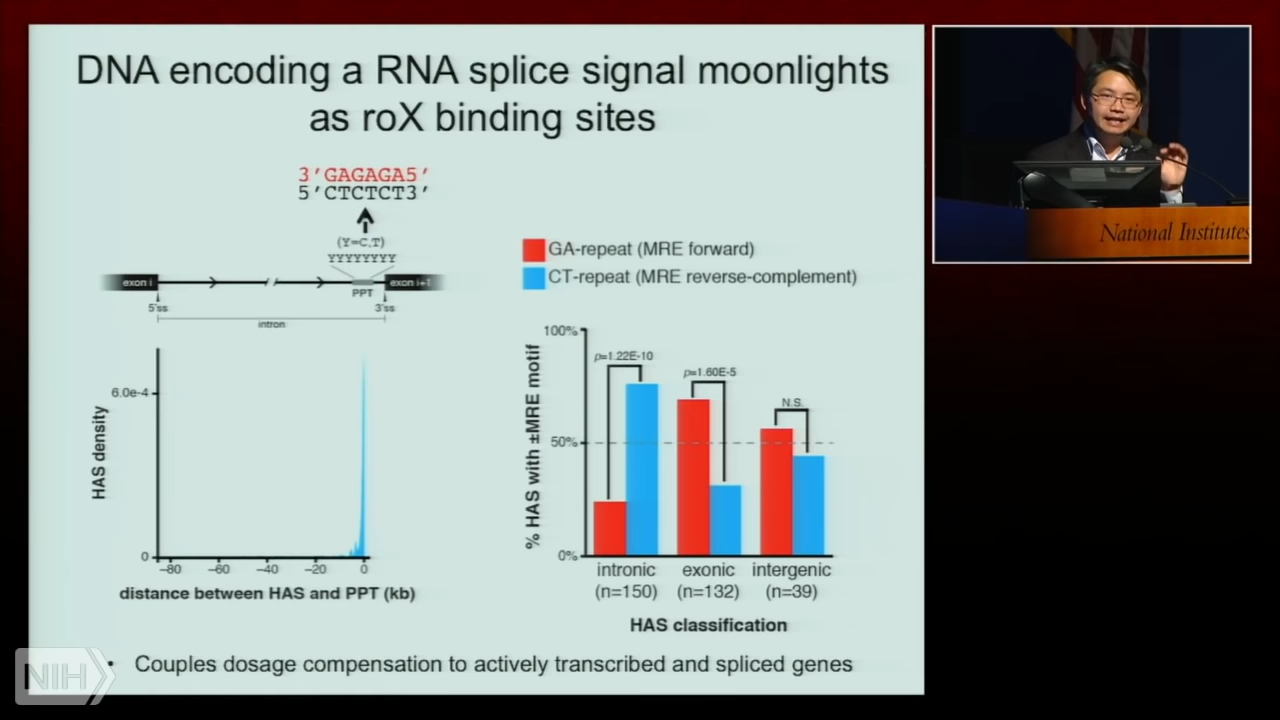 DNA encoding a RNA splice signal moonlights
as roX binding sites
3′GAGAGA5′
5′CTCTCT3′
(Y=C,T)
YYYYYYYY
exon i
PPT
exon i+1
5'ss
3'ss
intron
HAS density
6.0e-4
0
-80
-60
-40
-20
0
distance between HAS and PPT (kb)
GA-repeat (MRE forward)
CT-repeat (MRE reverse-complement)
% HAS with ±MRE motif
100%
50%
0%
p=1.22E-10
p=1.60E-5
N.S.
intronic
(n=150)
exonic
(n=132)
intergenic
(n=39)
HAS classification
• Couples dosage compensation to actively transcribed and spliced genes
National Institutes
NIH